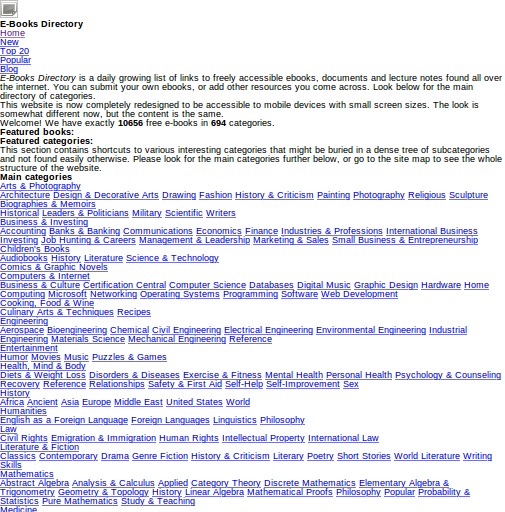 E-Books Directory
Home
New
Top 20
Popular
Blog
E-Books Directory is a daily growing list of links to freely accessible ebooks, documents and lecture notes found all over
the internet. You can submit your own ebooks, or add other resources you come across. Look below for the main
directory of categories.
This website is now completely redesigned to be accessible to mobile devices with small screen sizes. The look is
somewhat different now, but the content is the same.
Welcome! We have exactly 10656 free e-books in 694 categories.
Featured books:
Featured categories:
This section contains shortcuts to various interesting categories that might be buried in a dense tree of subcategories
and not found easily otherwise. Please look for the main categories further below, or go to the site map to see the whole
structure of the website.
Main categories
Arts & Photography
Architecture Design & Decorative Arts Drawing Fashion History & Criticism Painting Photography Religious Sculpture
Biographies & Memoirs
Historical Leaders & Politicians Military Scientific Writers
Business & Investing
Accounting Banks & Banking Communications Economics Finance Industries & Professions International Business
Investing Job Hunting & Careers Management & Leadership Marketing & Sales Small Business & Entrepreneurship
Children's Books
Audiobooks History Literature Science & Technology
Comics & Graphic Novels
Computers & Internet
Business & Culture Certification Central Computer Science Databases Digital Music Graphic Design Hardware Home
Computing Microsoft Networking Operating Systems Programming Software Web Development
Cooking, Food & Wine
Culinary Arts & Techniques Recipes
Engineering
Aerospace Bioengineering Chemical Civil Engineering Electrical Engineering Environmental Engineering Industrial
Engineering Materials Science Mechanical Engineering Reference
Entertainment
Humor Movies Music Puzzles & Games
Health, Mind & Body
Diets & Weight Loss Disorders & Diseases Exercise & Fitness Mental Health Personal Health Psychology & Counseling
Recovery Reference Relationships Safety & First Aid Self-Help Self-Improvement Sex
History
Africa Ancient Asia Europe Middle East United States World
Humanities
English as a Foreign Language Foreign Languages Linguistics Philosophy
Law
Civil Rights Emigration & Immigration Human Rights Intellectual Property International Law
Literature & Fiction
Classics Contemporary Drama Genre Fiction History & Criticism Literary Poetry Short Stories World Literature Writing
Skills
Mathematics
Abstract Algebra Analysis & Calculus Applied Category Theory Discrete Mathematics Elementary Algebra &
Trigonometry Geometry & Topology History Linear Algebra Mathematical Proofs Philosophy Popular Probability &
Statistics Pure Mathematics Study & Teaching
Medicine